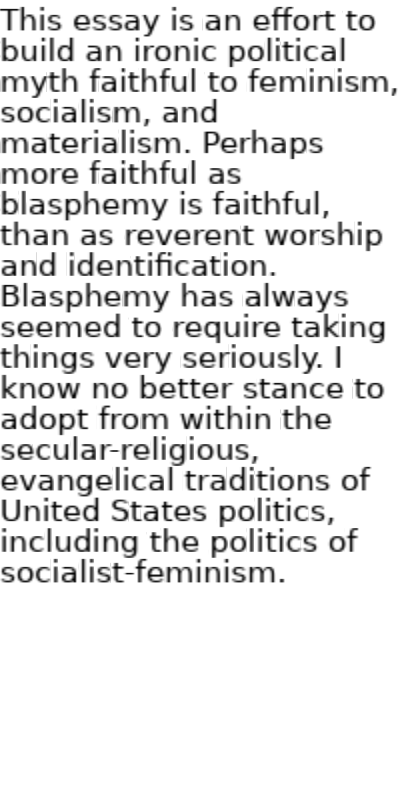 This essay is an effort to
build an ironic political
myth faithful to feminism,
socialism, and
materialism. Perhaps
more faithful as
blasphemy is faithful,
than as reverent worship
and identification.
Blasphemy has always
seemed to require taking
things very seriously. I
know no better stance to
adopt from within the
secular-religious,
evangelical traditions of
United States politics,
including the politics of
socialist-feminism.